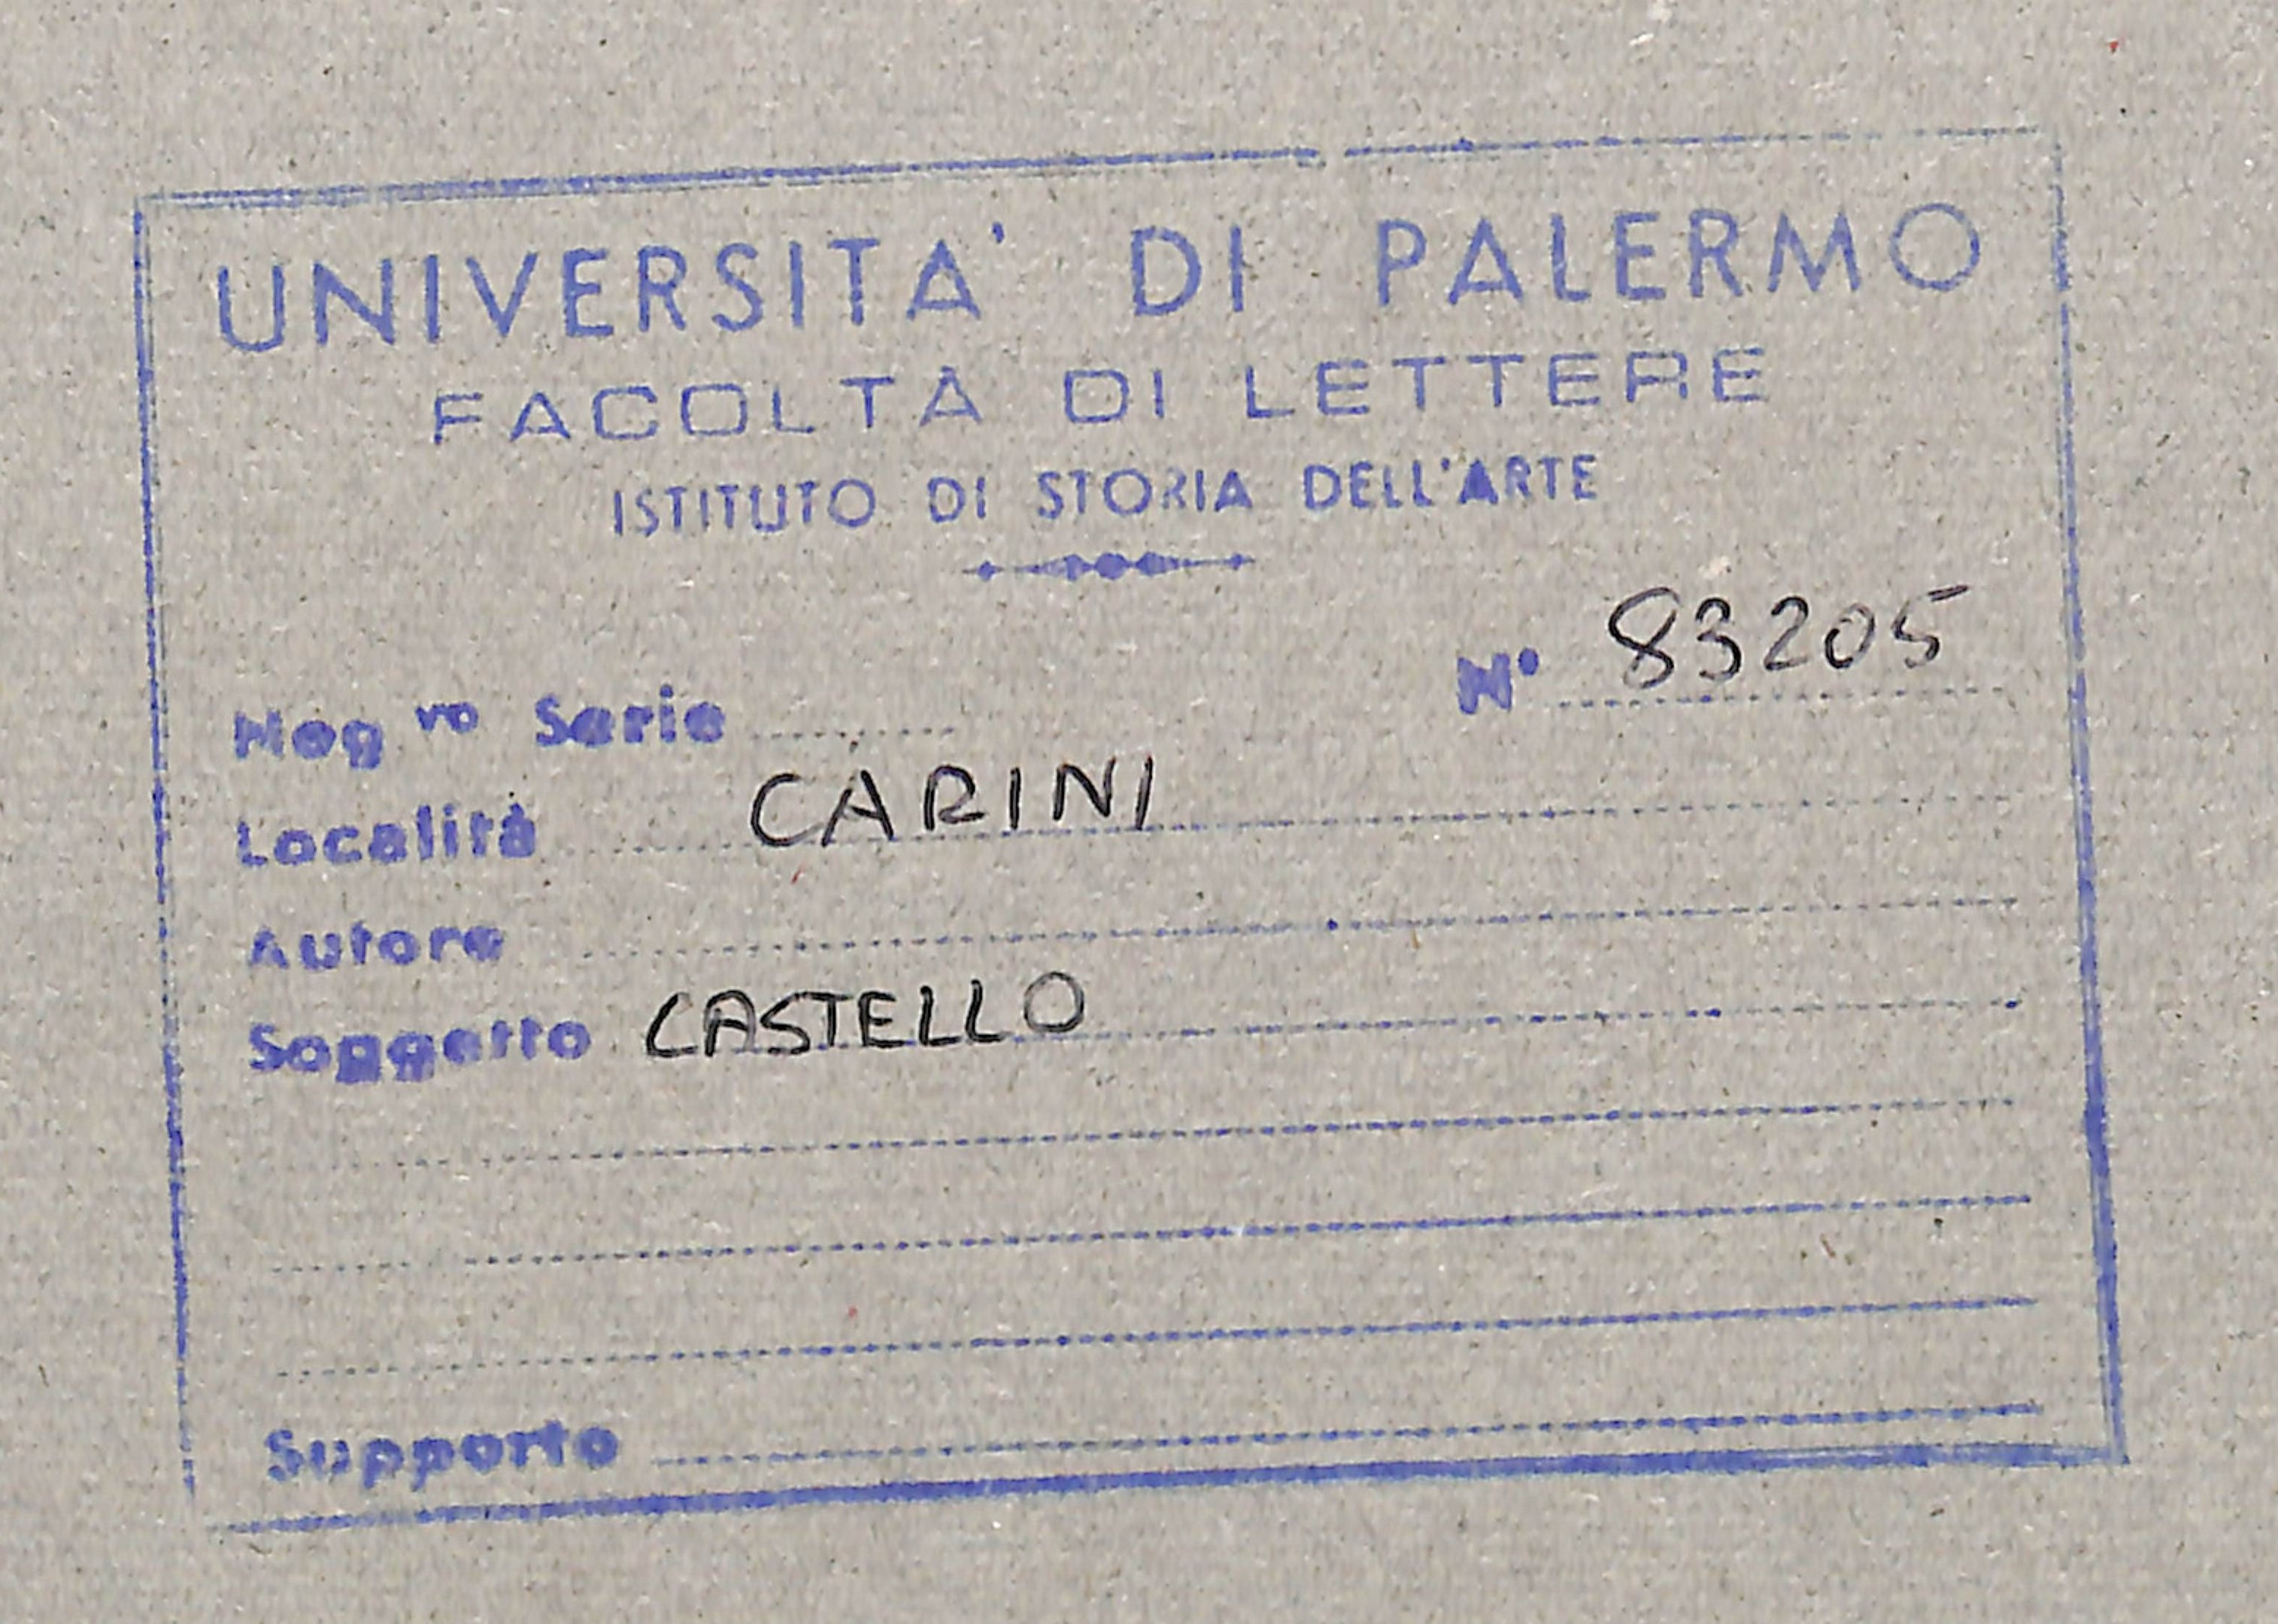 UNIVERSITA' DI PALERMO
FACOLTÀ DI LETTERE
ISTITUTO DI STORIA DELL'ARTE
Neg vo Serie N° 83205
Località CARINI
Autore
Soggetto CASTELLO
Supporto